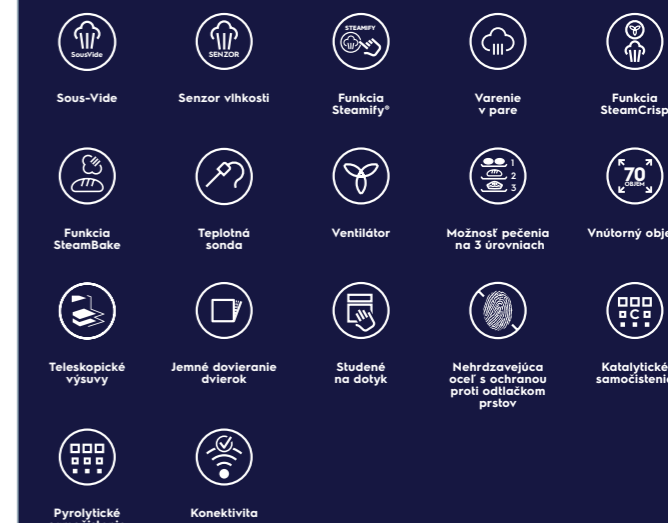 SousVide
SENZOR
STEAMIFY
Sous-Vide
Senzor vlhkosti
Funkcia
Steamify®
Varenie
v pare
Funkcia
SteamCrisp
1
2
3
70
OBJEM
Funkcia
SteamBake
Teplotná
sonda
Ventilátor
Možnosť pečenia
na 3 úrovniach
Vnútorný
C
Teleskopické
výsuvy
Jemné dovieranie
dvierok
Studené
na dotyk
Nehrdzavejúca
oceľ s ochranou
proti odtlačkom
prstov
Katalytické
samočistenie
Pyrolytické
Konektivita